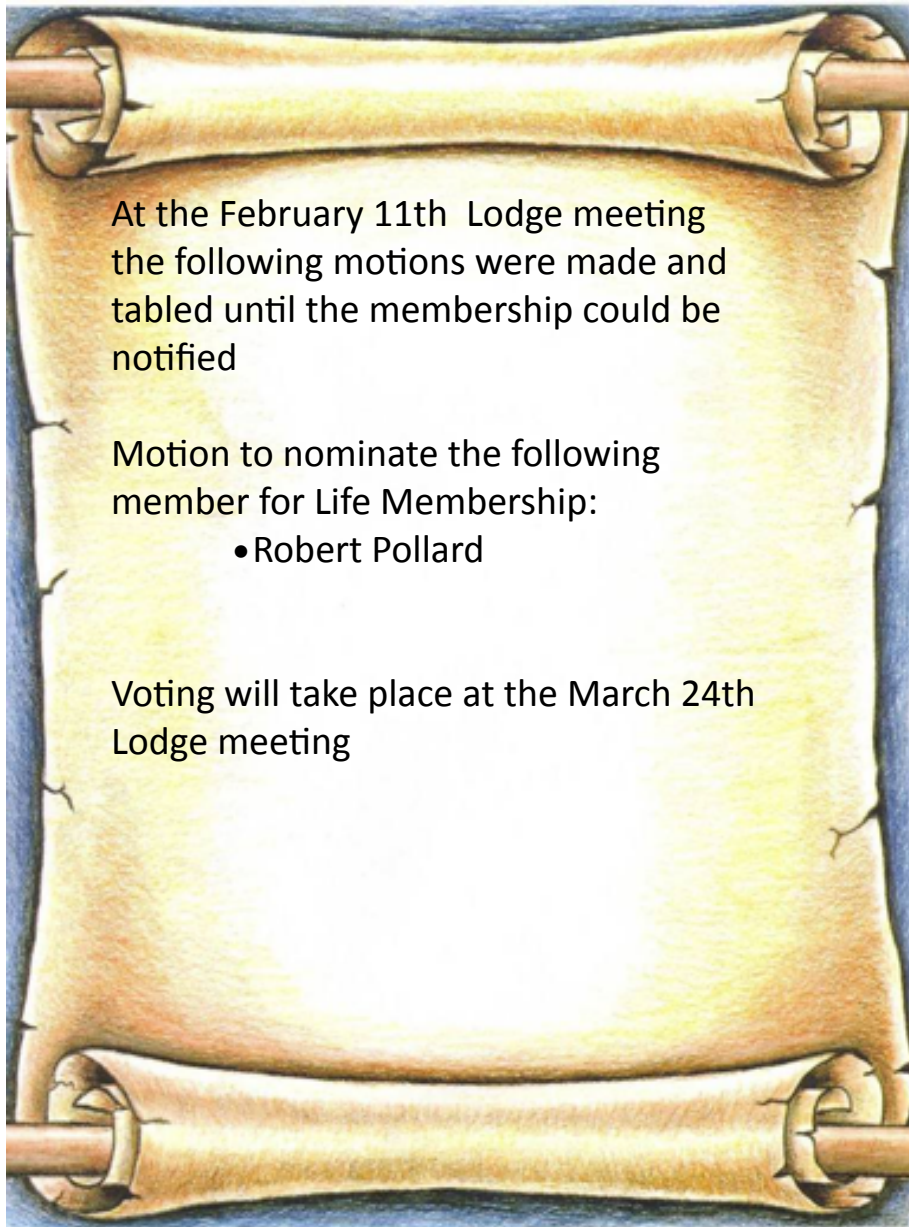 At the February 11th Lodge meeting
the following motions were made and
tabled until the membership could be
notified
Motion to nominate the following
member for Life Membership:
•Robert Pollard
Voting will take place at the March 24th
Lodge meeting